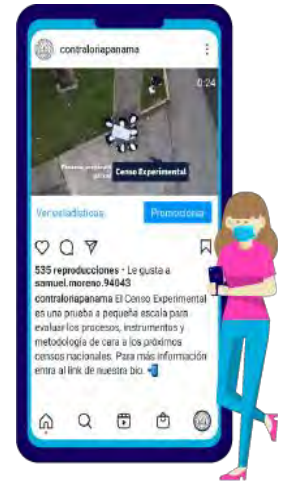 contraloriapanama
0:24
Censo Experimental
Ver estadísticas
Promocionar
535 reproducciones · Le gusta a
samuel.moreno.94043
contraloriapanama El Censo Experimental
es una prueba a pequeña escala para
evaluar los procesos, instrumentos y
metodología de cara a los próximos
censos nacionales. Para más información
entra al link de nuestra bio.